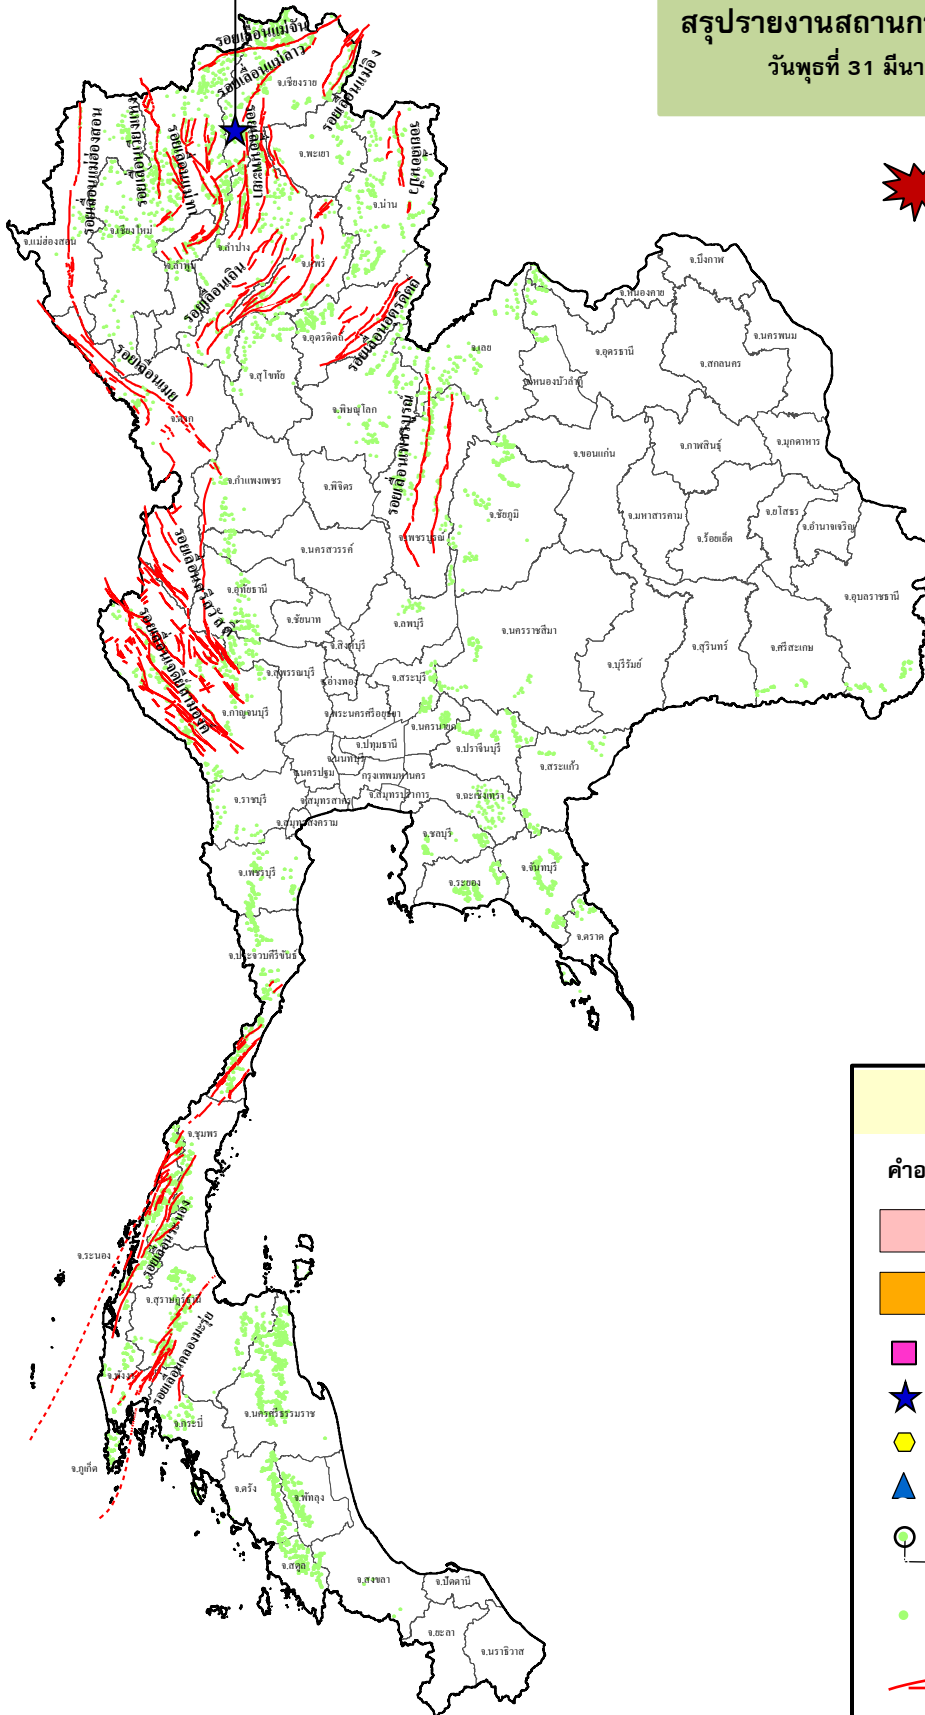 สรุปรายงานสถานก
วันพุธที่ 31 มีนา
รอยเลื่อนแม่จัน
รอยเลื่อนแม่ลาว
จ.เชียงราย
รอยเลื่อนแม่อิง
รอยเลื่อนแม่ฮ่องสอน
รอยเลื่อนแม่ทา
รอยเลื่อนพะเยา
จ.พะเยา
รอยเลื่อนปัว
จ.น่าน
จ.แม่ฮ่องสอน
จ.เชียงใหม่
จ.ลำพูน
จ.ลำปาง
จ.แพร่
รอยเลื่อนเถิน
รอยเลื่อนอุตรดิตถ์
จ.อุตรดิตถ์
จ.บึงกาฬ
จ.หนองคาย
จ.นครพนม
จ.เลย
จ.อุดรธานี
จ.สกลนคร
รอยเลื่อนเมย
จ.สุโขทัย
จ.หนองบัวลำภู
จ.ตาก
จ.พิษณุโลก
รอยเลื่อนเพชรบูรณ์
จ.ขอนแก่น
จ.กาฬสินธุ์
จ.มุกดาหาร
จ.กำแพงเพชร
จ.พิจิตร
จ.ชัยภูมิ
จ.มหาสารคาม
จ.ยโสธร
จ.อำนาจเจริญ
จ.ร้อยเอ็ด
จ.เพชรบูรณ์
จ.นครสวรรค์
รอยเลื่อนศรีสวัสดิ์
จ.อุทัยธานี
จ.อุบลราชธานี
จ.ชัยนาท
จ.ลพบุรี
จ.นครราชสีมา
จ.สิงห์บุรี
จ.บุรีรัมย์
จ.สุรินทร์
จ.ศรีสะเกษ
รอยเลื่อนเจดีย์สามองค์
จ.สุพรรณบุรี
จ.อ่างทอง
จ.สระบุรี
จ.กาญจนบุรี
จ.พระนครศรีอยุธยา
จ.นครนายก
จ.ปทุมธานี
จ.ปราจีนบุรี
จ.นนทบุรี
จ.สระแก้ว
จ.นครปฐม
กรุงเทพมหานคร
จ.ราชบุรี
จ.สมุทรสาคร
จ.สมุทรปราการ
จ.ฉะเชิงเทรา
จ.สมุทรสงคราม
จ.ชลบุรี
จ.เพชรบุรี
จ.ระยอง
จ.จันทบุรี
จ.ตราด
จ.ประจวบคีรีขันธ์
จ.ชุมพร
คำอ
รอยเลื่อนระนอง
จ.ระนอง
จ.สุราษฎร์ธานี
รอยเลื่อนคลองมะรุ่ย
จ.พังงา
จ.กระบี่
จ.นครศรีธรรมราช
จ.ภูเก็ต
จ.ตรัง
จ.พัทลุง
จ.สตูล
จ.สงขลา
จ.ปัตตานี
จ.ยะลา
จ.นราธิวาส